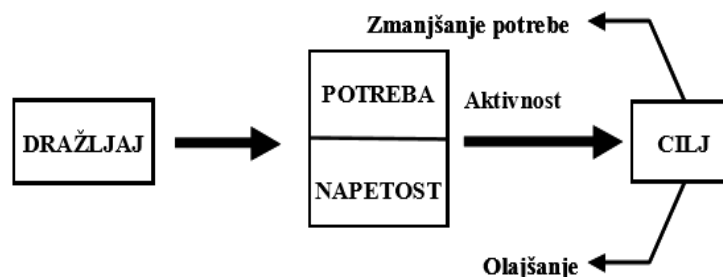 Zmanjšanje potrebe
POTREBA
Aktivnost
DRAŽLJAJ
CILJ
NAPETOST
Olajšanje